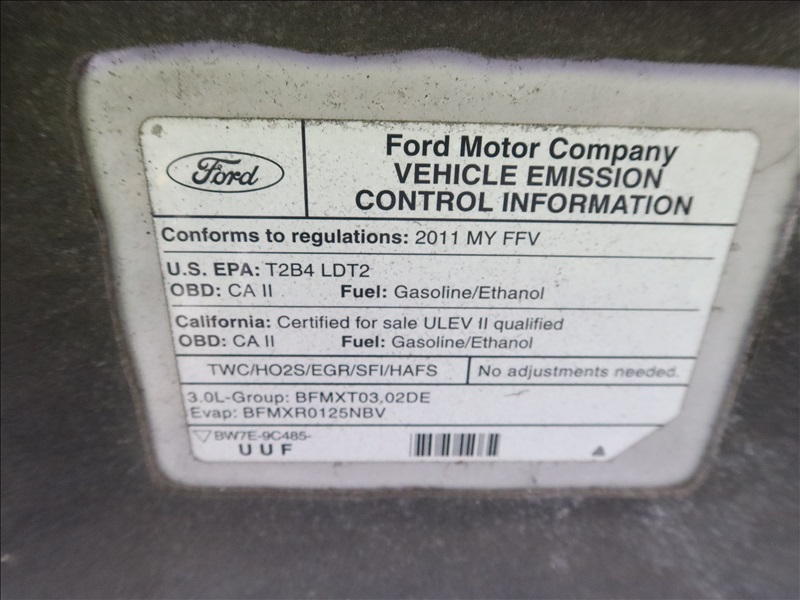 Ford
Ford Motor Company
VEHICLE EMISSION
CONTROL INFORMATION
Conforms to regulations: 2011 MY FFV
U.S. EPA: T2B4 LDT2
OBD: CA II Fuel: Gasoline/Ethanol
California: Certified for sale ULEV II qualified
OBD: CA II Fuel: Gasoline/Ethanol
TWC/HO2S/EGR/SFI/HAFS No adjustments needed.
3.0L-Group: BFMXT03.02DE
Evap: BFMXR0125NBV
BW7E-9C485-
UUF